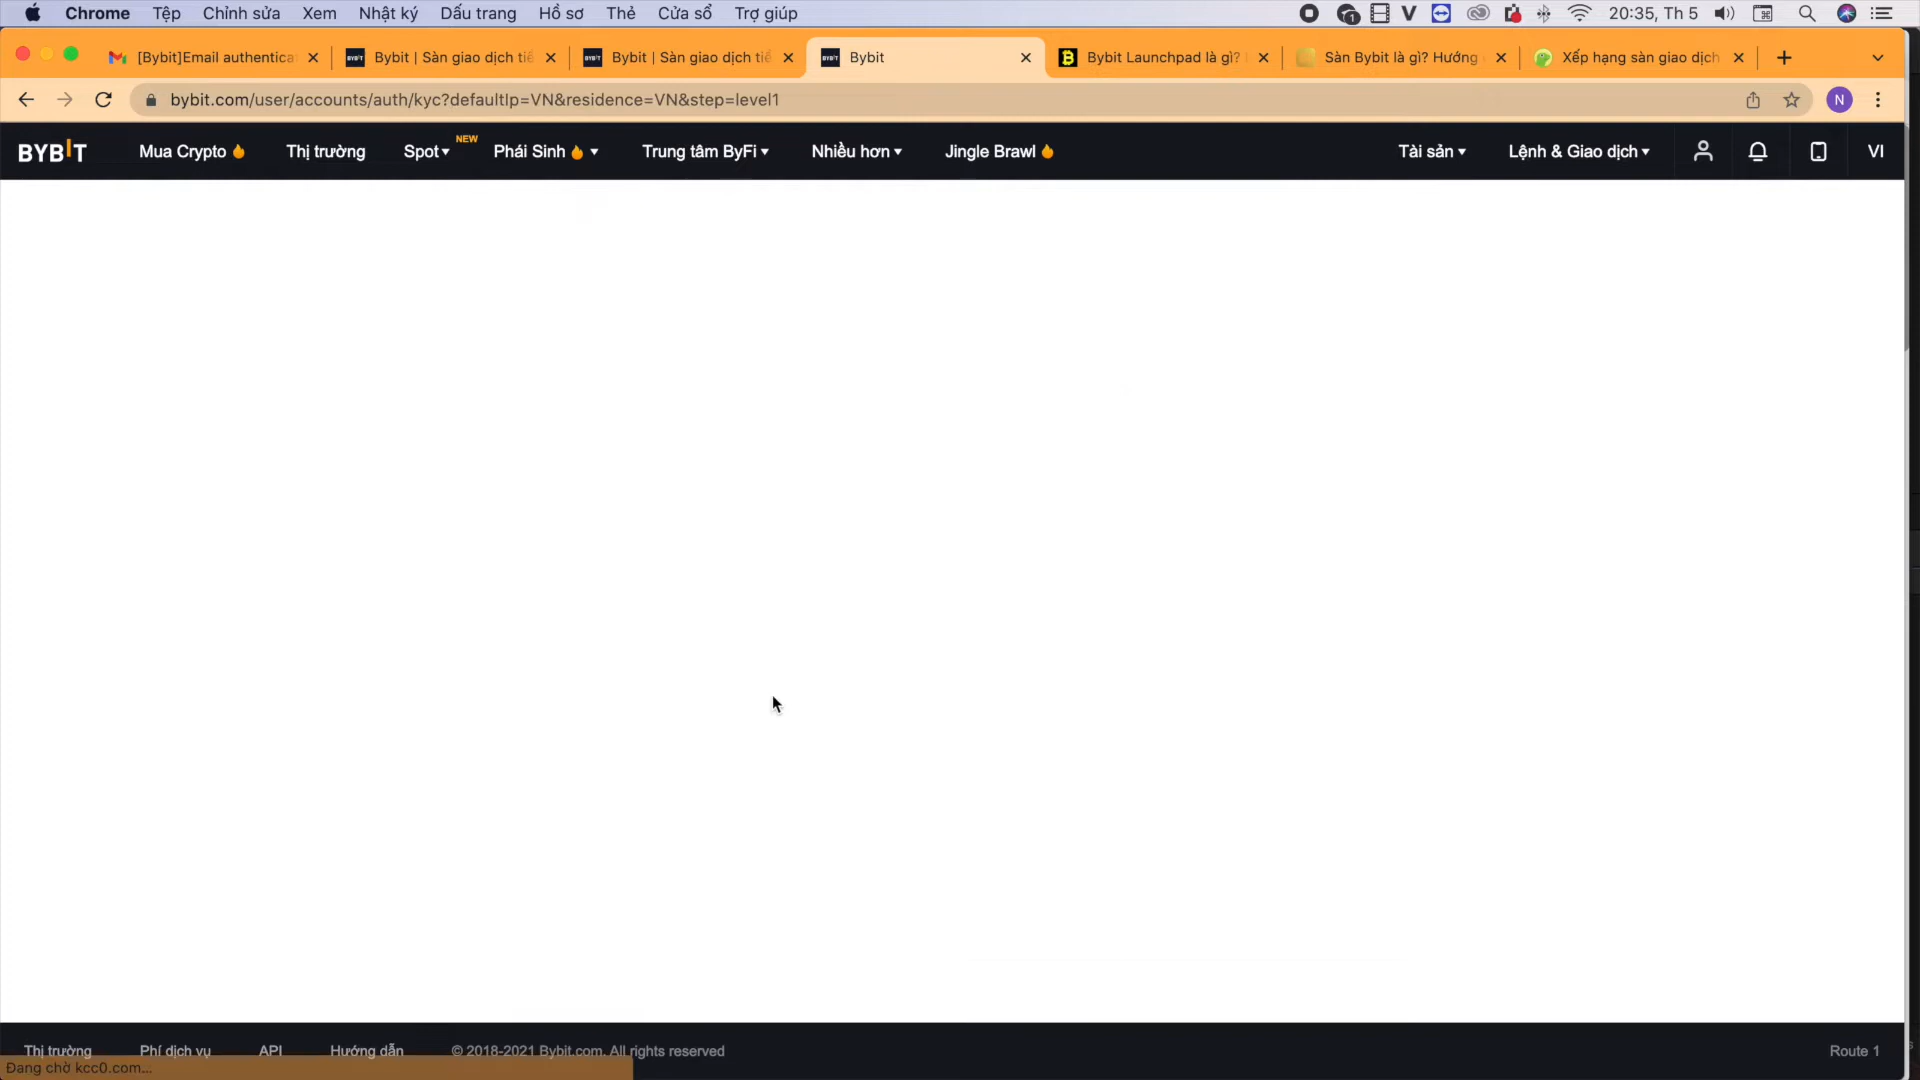 Chrome Tệp Chỉnh sửa Xem Nhật ký Dấu trang Hồ sơ Thẻ Cửa sổ Trợ giúp 1 V 20:35, Th 5
[Bybit]Email authentica Bybit | Sàn giao dịch tiề Bybit | Sàn giao dịch tiề Bybit Bybit Launchpad là gì? Sàn Bybit là gì? Hướng Xếp hạng sàn giao dịch
bybit.com/user/accounts/auth/kyc?defaultIp=VN&residence=VN&step=level1 N
BYBIT Mua Crypto Thị trường Spot NEW Phái Sinh Trung tâm ByFi Nhiều hơn Jingle Brawl Tài sản Lệnh & Giao dịch VI
Thị trường Phí dịch vụ API Hướng dẫn © 2018-2021 Bybit.com. All rights reserved Route 1
Đang chờ kcc0.com...